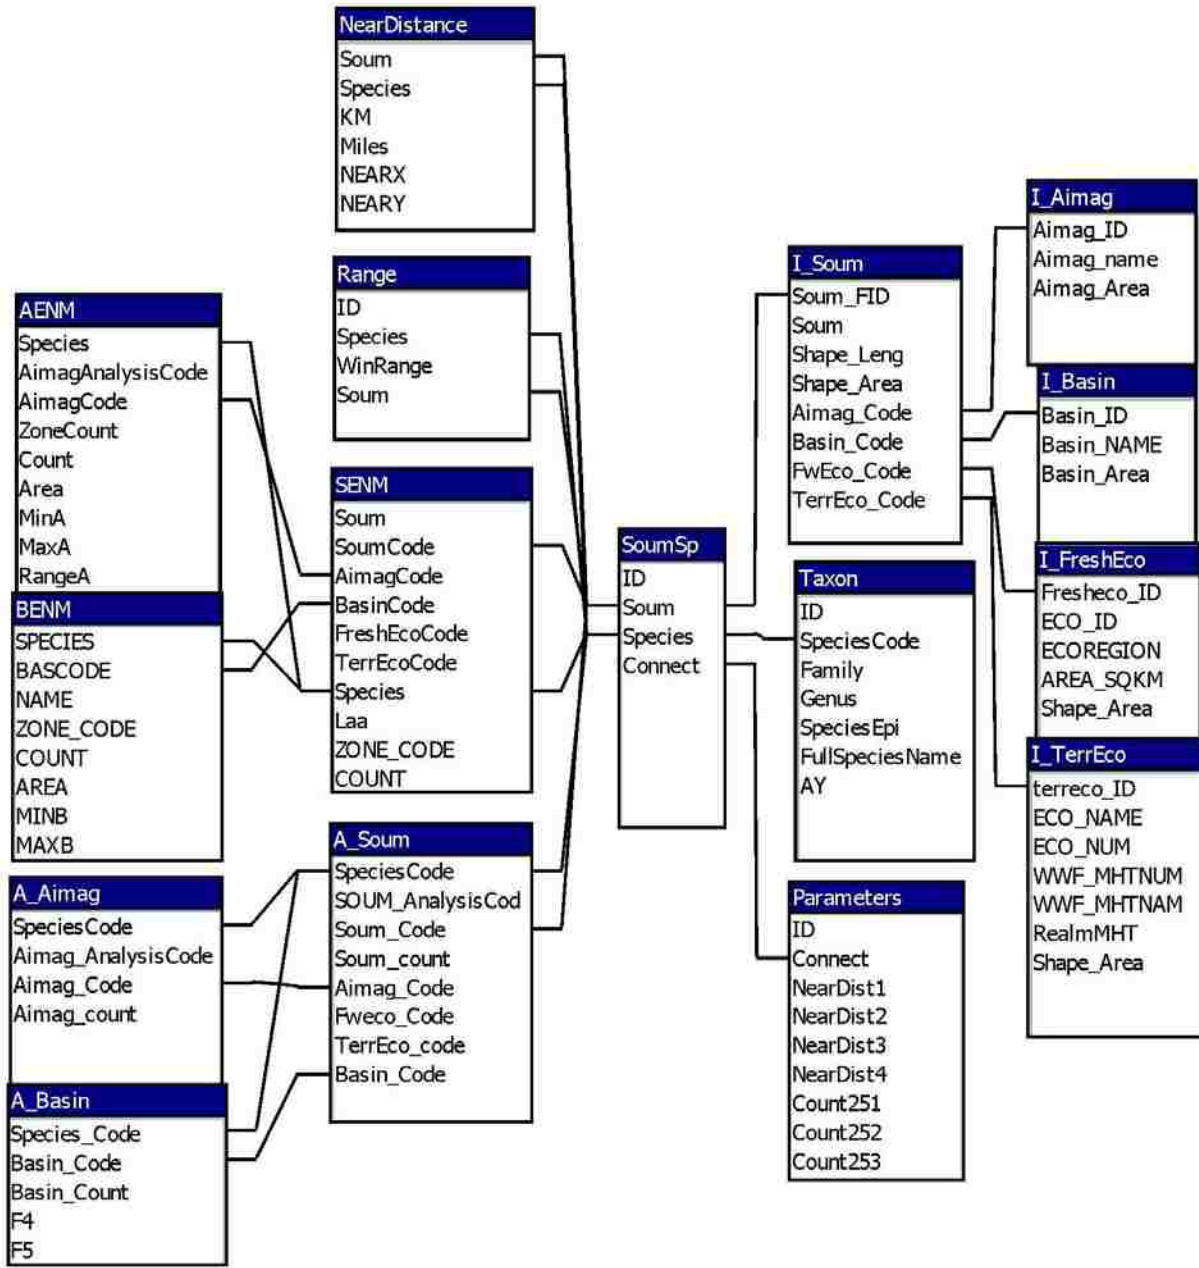 NearDistance
Soum
Species
KM
Miles
NEARX
NEARY
Range
ID
Species
WinRange
Soum
AENM
Species
AimagAnalysisCode
AimagCode
ZoneCount
Count
Area
MinA
MaxA
RangeA
BENM
SPECIES
BASCODE
NAME
ZONE_CODE
COUNT
AREA
MINB
MAXB
SENM
Soum
SoumCode
AimagCode
BasinCode
FreshEcoCode
TerrEcoCode
Species
Laa
ZONE_CODE
COUNT
A_Aimag
SpeciesCode
Aimag_AnalysisCode
Aimag_Code
Aimag_count
A_Basin
Species_Code
Basin_Code
Basin_Count
F4
F5
A_Soum
SpeciesCode
SOUM_AnalysisCod
Soum_Code
Soum_count
Aimag_Code
Fweco_Code
TerrEco_code
Basin_Code
SoumSp
ID
Soum
Species
Connect
I_Soum
Soum_FID
Soum
Shape_Leng
Shape_Area
Aimag_Code
Basin_Code
FwEco_Code
TerrEco_Code
Taxon
ID
SpeciesCode
Family
Genus
SpeciesEpi
FullSpeciesName
AY
Parameters
ID
Connect
NearDist1
NearDist2
NearDist3
NearDist4
Count251
Count252
Count253
I_Aimag
Aimag_ID
Aimag_name
Aimag_Area
I_Basin
Basin_ID
Basin_NAME
Basin_Area
I_FreshEco
Fresheco_ID
ECO_ID
ECOREGION
AREA_SQKM
Shape_Area
I_TerrEco
terreco_ID
ECO_NAME
ECO_NUM
WWF_MHTNUM
WWF_MHTNAM
RealmMHT
Shape_Area